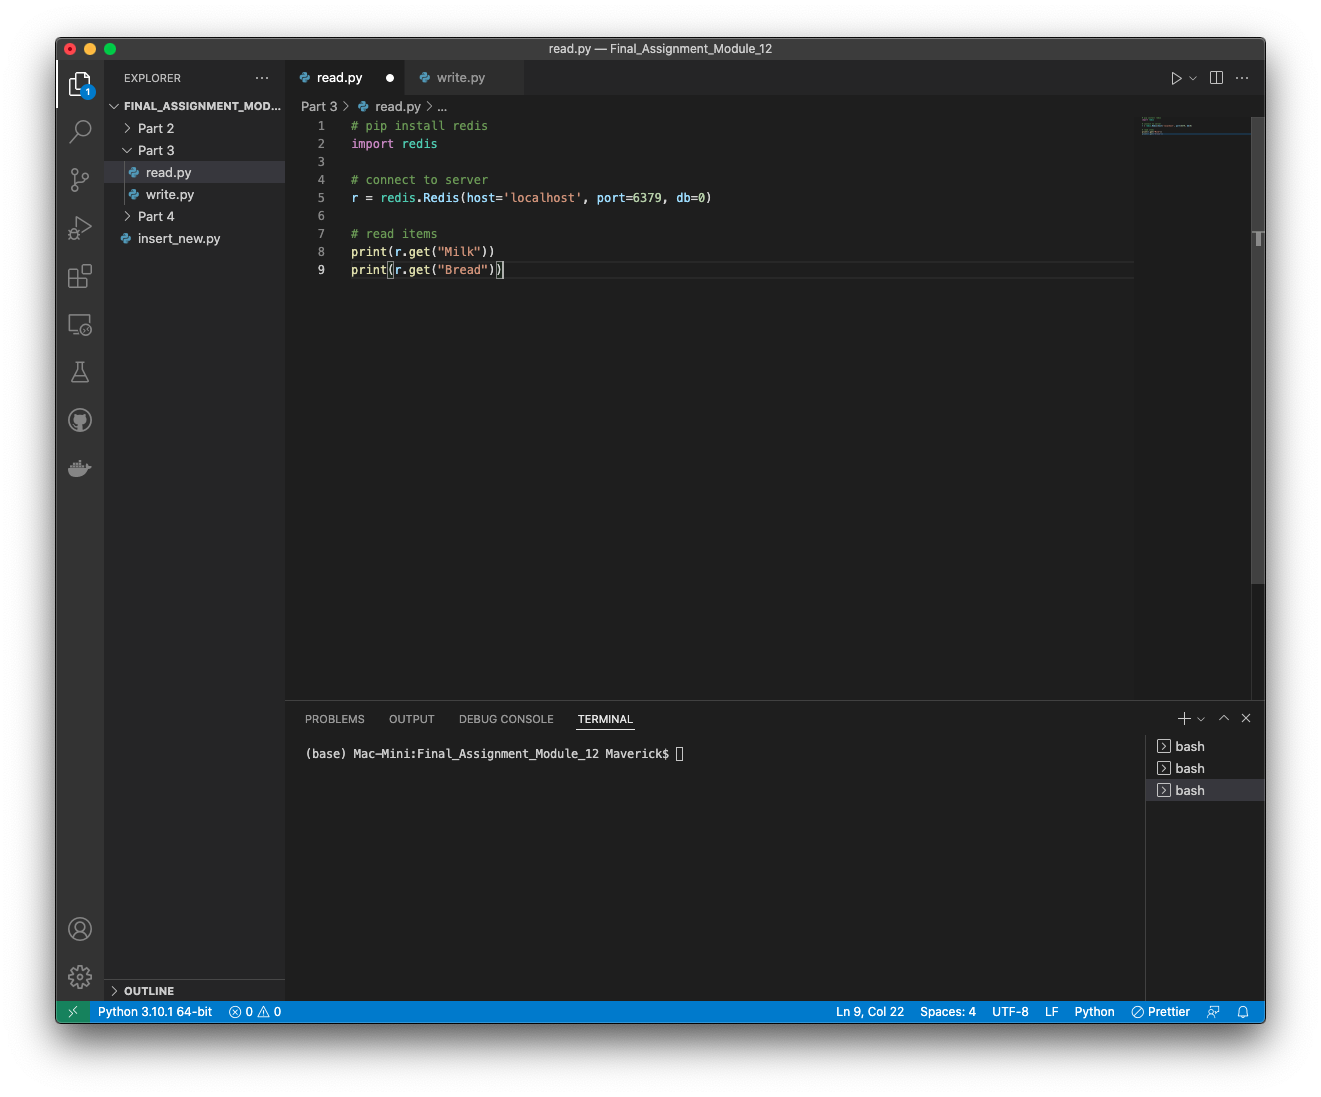 read.py — Final_Assignment_Module_12
1
EXPLORER
FINAL_ASSIGNMENT_MOD...
Part 2
Part 3
read.py
write.py
Part 4
insert_new.py
OUTLINE
read.py
write.py
Part 3 > read.py > ...
1 # pip install redis
2 import redis
3
4 # connect to server
5 r = redis.Redis(host='localhost', port=6379, db=0)
6
7 # read items
8 print(r.get("Milk"))
9 print(r.get("Bread"))
PROBLEMS OUTPUT DEBUG CONSOLE TERMINAL
(base) Mac-Mini:Final_Assignment_Module_12 Maverick$
bash
bash
bash
Python 3.10.1 64-bit 0 0 Ln 9, Col 22 Spaces: 4 UTF-8 LF Python Prettier